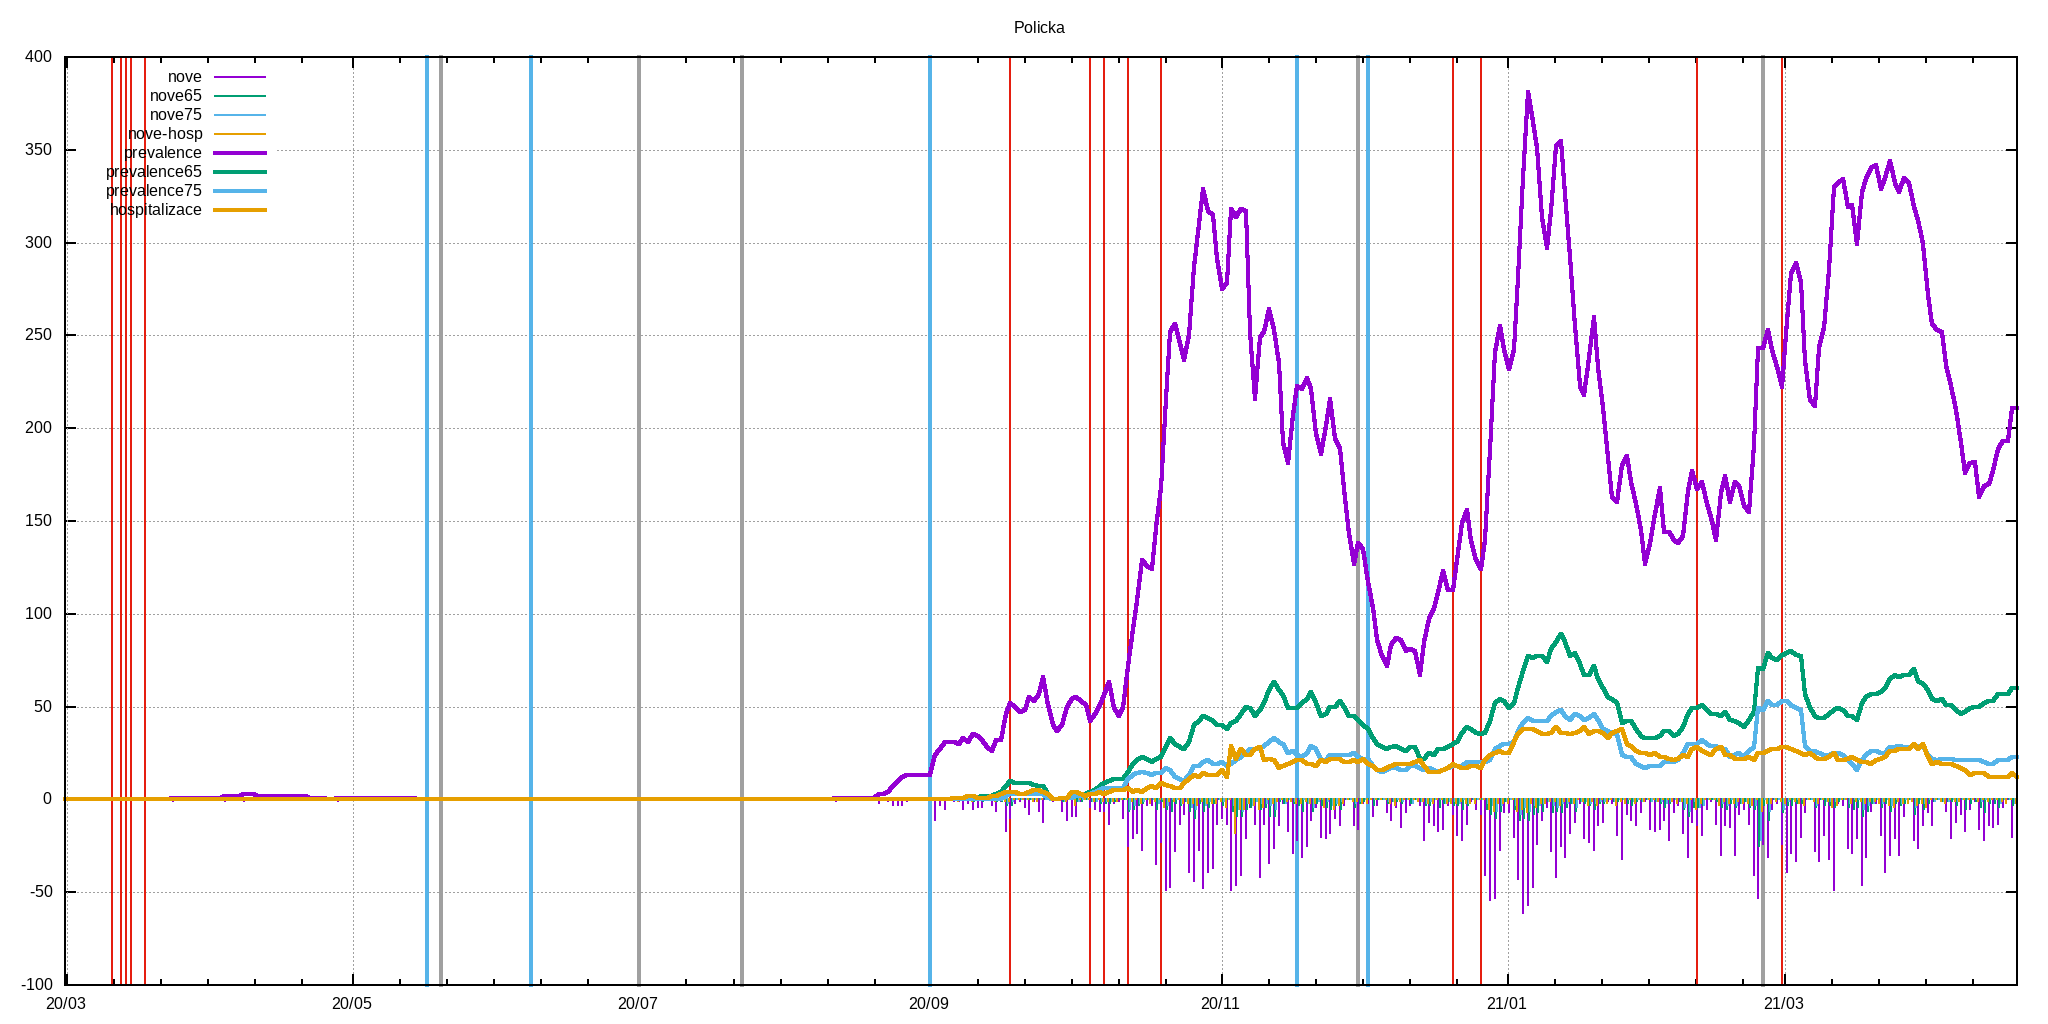 Policka
400
350
300
250
200
150
100
50
0
-50
-100
nove
nove65
nove75
nove-hosp
prevalence
prevalence65
prevalence75
hospitalizace
20/03 20/05 20/07 20/09 20/11 21/01 21/03